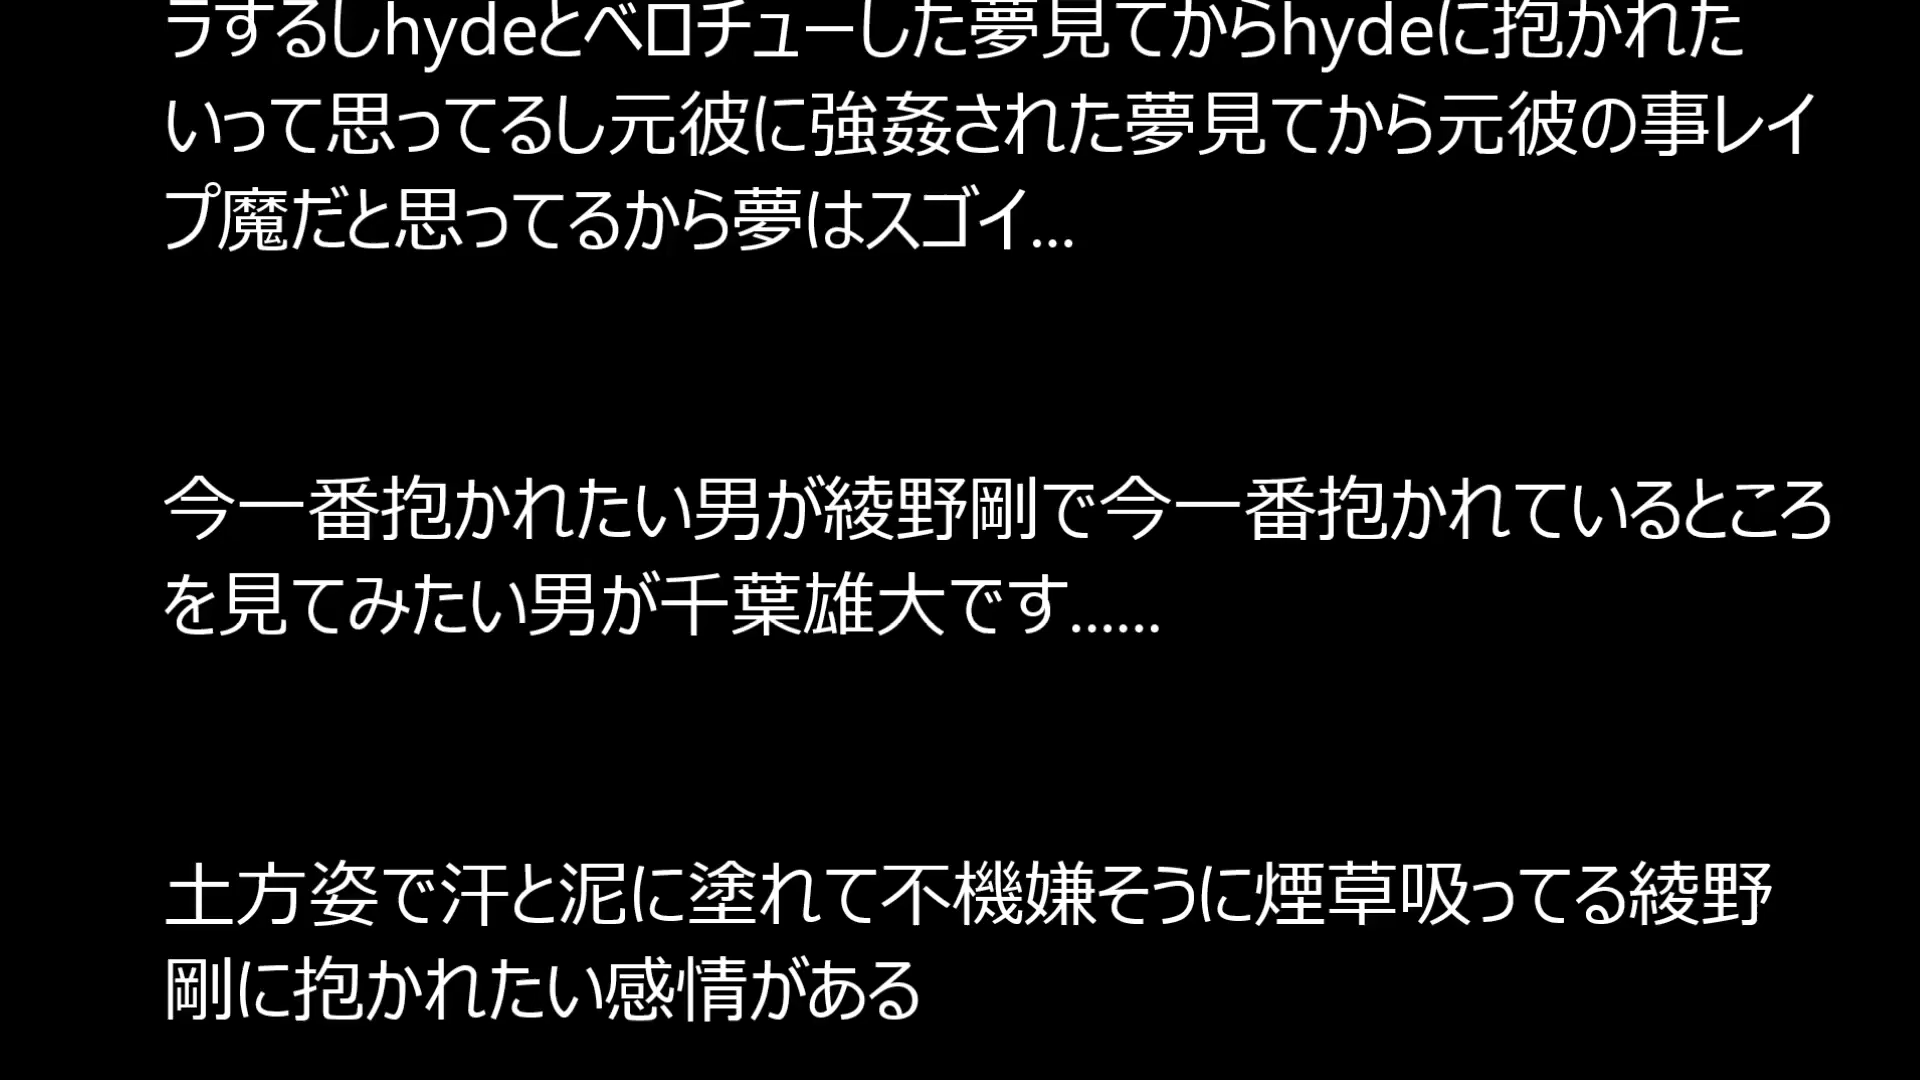 ラするしhydeとベロチューした夢見てからhydeに抱かれた
いって思ってるし元彼に強姦された夢見てから元彼の事レイ
プ魔だと思ってるから夢はスゴイ...
今一番抱かれたい男が綾野剛で今一番抱かれているところ
を見てみたい男が千葉雄大です......
土方姿で汗と泥に塗れて不機嫌そうに煙草吸ってる綾野
剛に抱かれたい感情がある